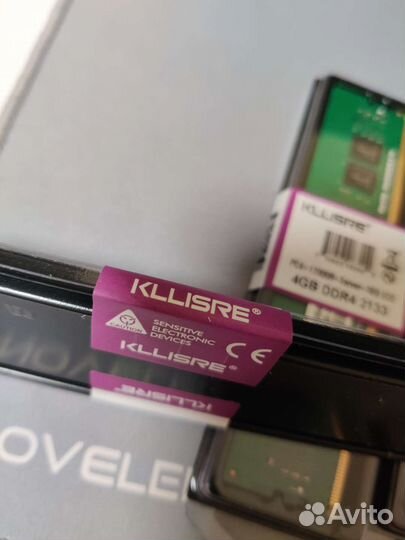 KLLISRE®
4GB DDR4 2133
KLLISRE®
CAUTION
SENSITIVE
ELECTRONIC
DEVICES
CE
KLLISRE®
KLLISRE®
OVELE
Avito